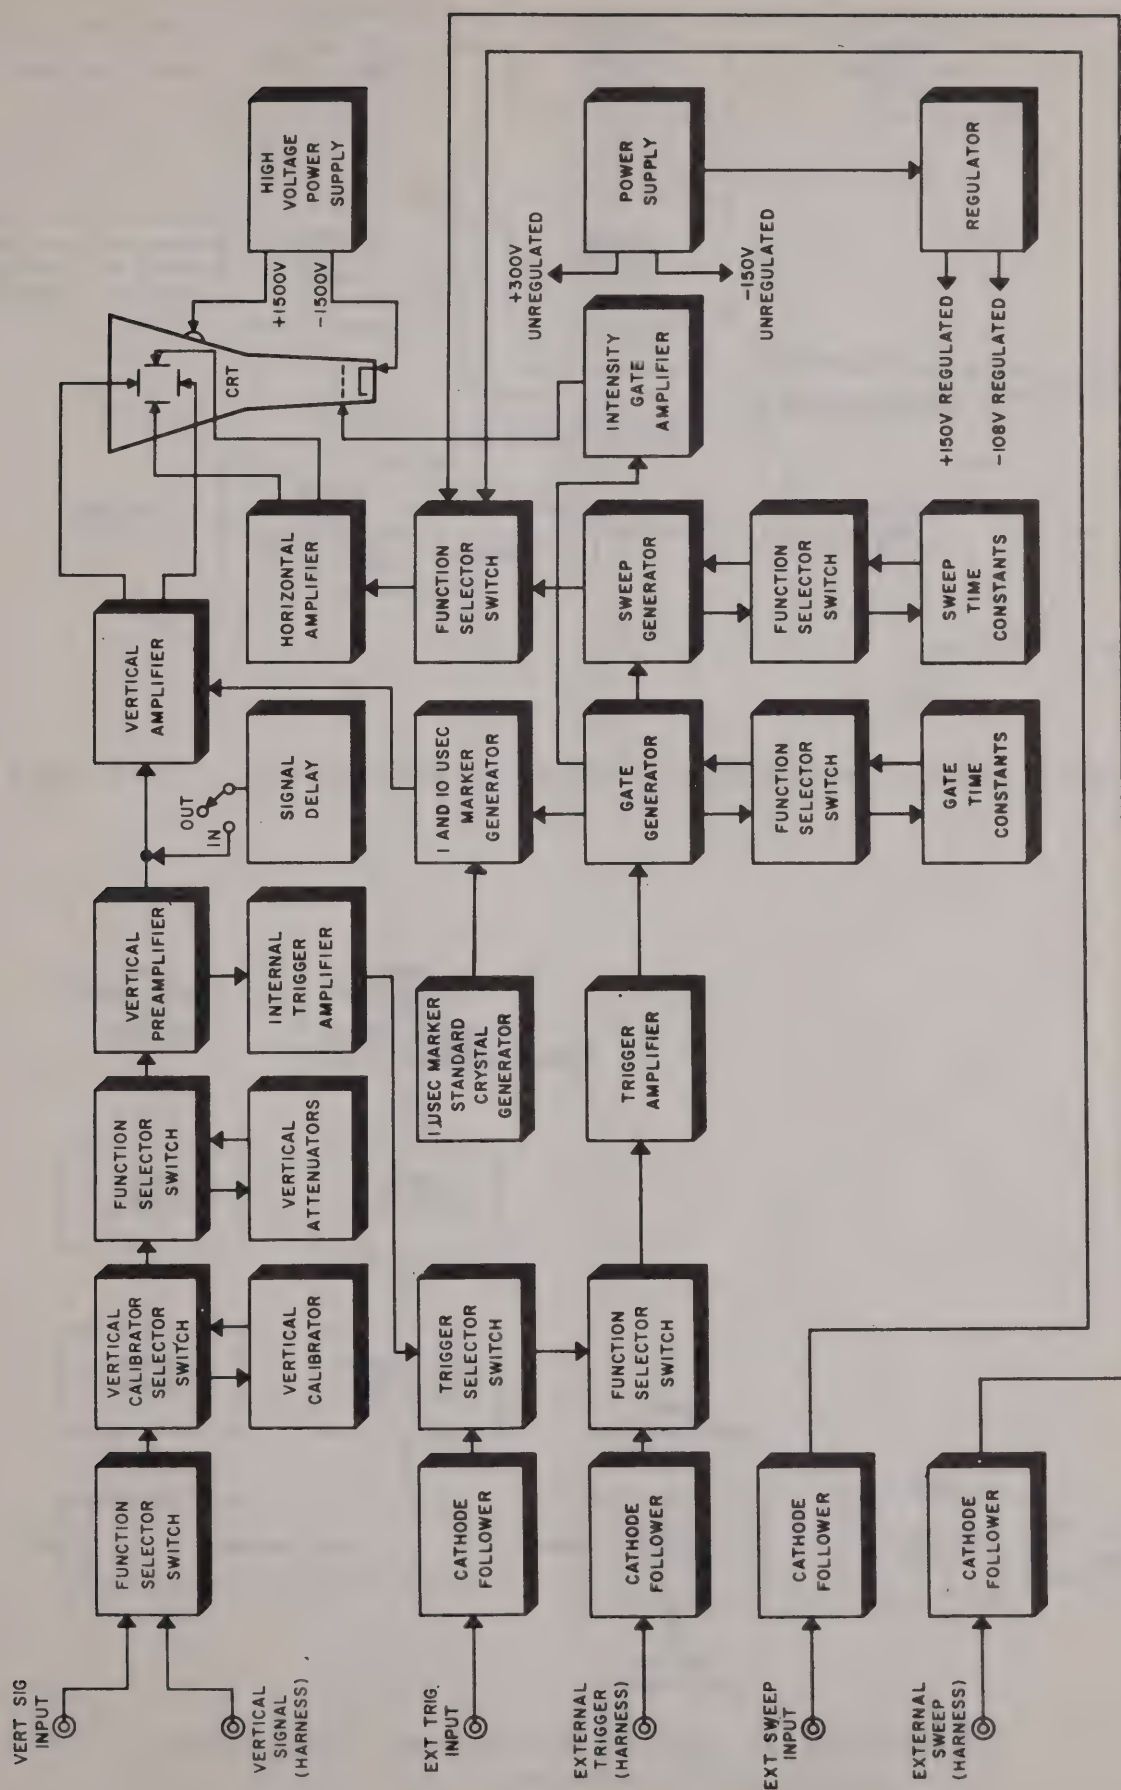 VERT SIG
INPUT
VERTICAL
SIGNAL
(HARNESS)
FUNCTION
SELECTOR
SWITCH
VERTICAL
CALIBRATOR
SELECTOR
SWITCH
VERTICAL
CALIBRATOR
FUNCTION
SELECTOR
SWITCH
VERTICAL
ATTENUATORS
VERTICAL
PREAMPLIFIER
INTERNAL
TRIGGER
AMPLIFIER
OUT
IN
SIGNAL
DELAY
VERTICAL
AMPLIFIER
CRT
+1500V
-1500V
HIGH
VOLTAGE
POWER
SUPPLY
HORIZONTAL
AMPLIFIER
EXT TRIG.
INPUT
CATHODE
FOLLOWER
TRIGGER
SELECTOR
SWITCH
1 USEC MARKER
STANDARD
CRYSTAL
GENERATOR
1 AND 10 USEC
MARKER
GENERATOR
FUNCTION
SELECTOR
SWITCH
EXTERNAL
TRIGGER
(HARNESS)
CATHODE
FOLLOWER
FUNCTION
SELECTOR
SWITCH
TRIGGER
AMPLIFIER
GATE
GENERATOR
SWEEP
GENERATOR
INTENSITY
GATE
AMPLIFIER
+300V
UNREGULATED
POWER
SUPPLY
-150V
UNREGULATED
EXT SWEEP
INPUT
CATHODE
FOLLOWER
FUNCTION
SELECTOR
SWITCH
FUNCTION
SELECTOR
SWITCH
EXTERNAL
SWEEP
(HARNESS)
CATHODE
FOLLOWER
GATE
TIME
CONSTANTS
SWEEP
TIME
CONSTANTS
+150V REGULATED
-108V REGULATED
REGULATOR